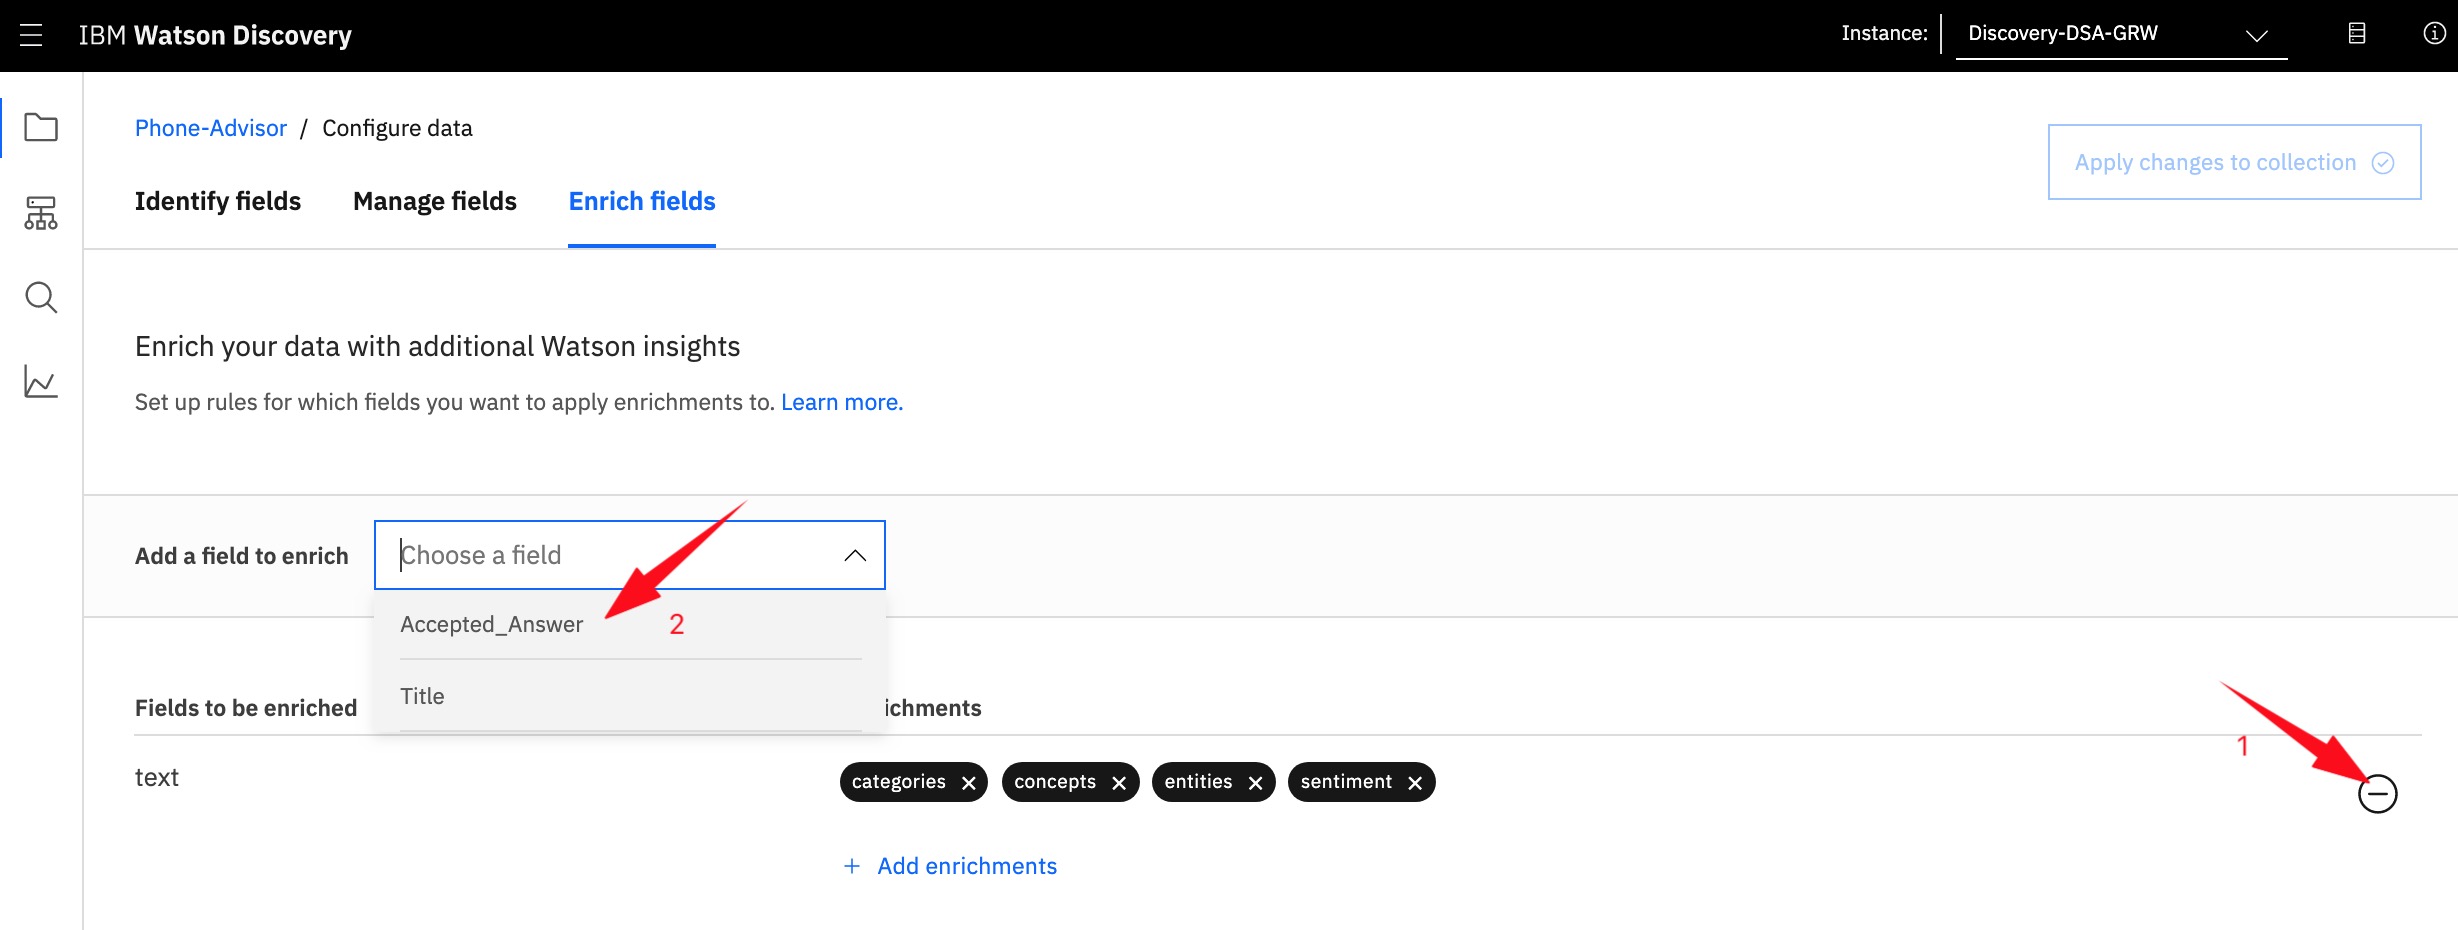 IBM Watson Discovery
Instance: Discovery-DSA-GRW
Phone-Advisor / Configure data
Apply changes to collection
Identify fields Manage fields Enrich fields
Enrich your data with additional Watson insights
Set up rules for which fields you want to apply enrichments to. Learn more.
Add a field to enrich Choose a field
Accepted_Answer 2
Title
Fields to be enriched ichments
1
text categories concepts entities sentiment
+ Add enrichments